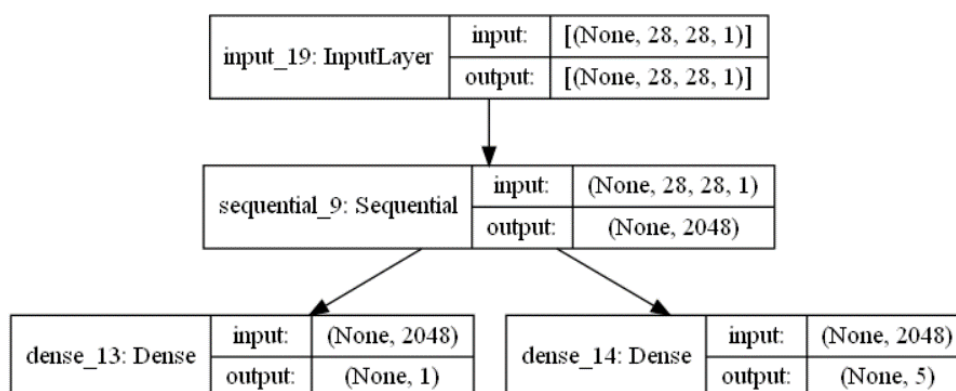 input_19: InputLayer
input: [(None, 28, 28, 1)]
output: [(None, 28, 28, 1)]
sequential_9: Sequential
input: (None, 28, 28, 1)
output: (None, 2048)
dense_13: Dense
input: (None, 2048)
output: (None, 1)
dense_14: Dense
input: (None, 2048)
output: (None, 5)